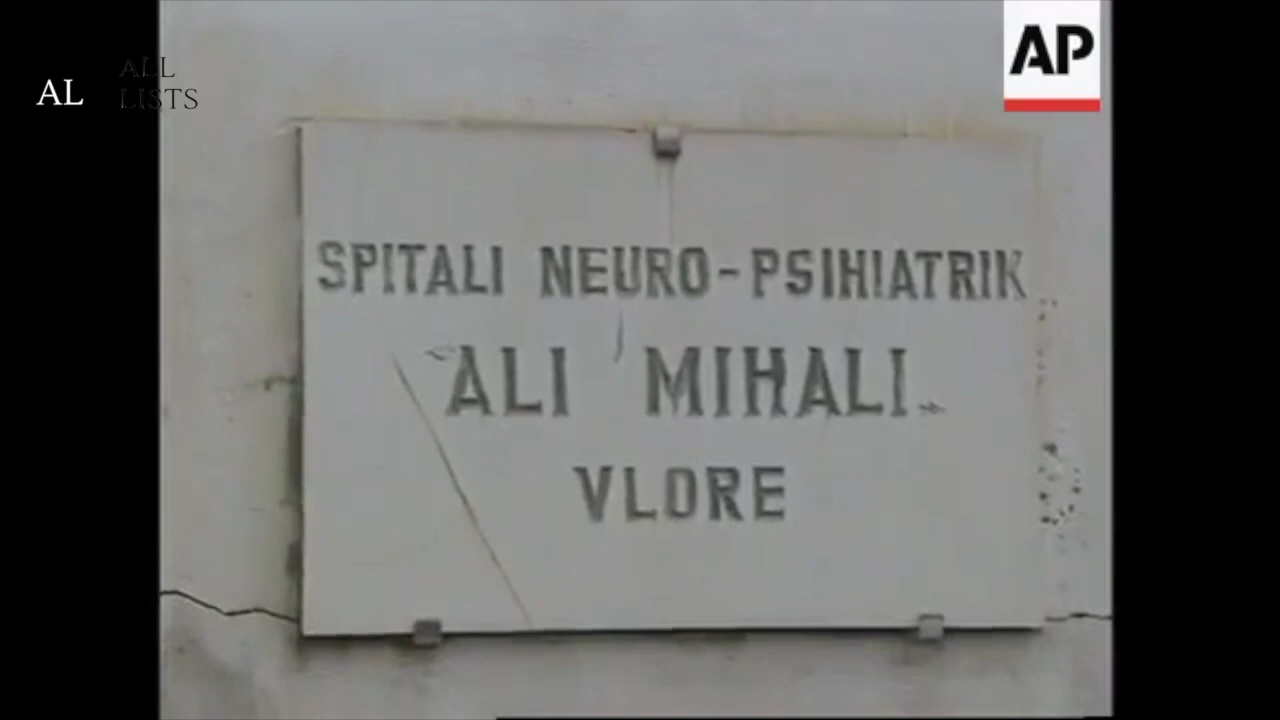 AP
AL
ALL
LISTS
SPITALI NEURO-PSIHIATRIK
"ALI MIHALI"
VLORE